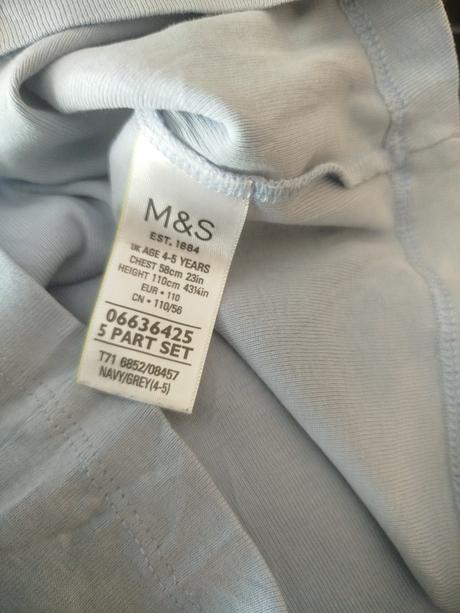 M&S
EST. 1884
UK AGE 4-5 YEARS
CHEST 58cm 23in
HEIGHT 110cm 43¼in
EUR • 110
CN • 110/56
06636425
5 PART SET
T71 6852/08457
NAVY/GREY(4-5)